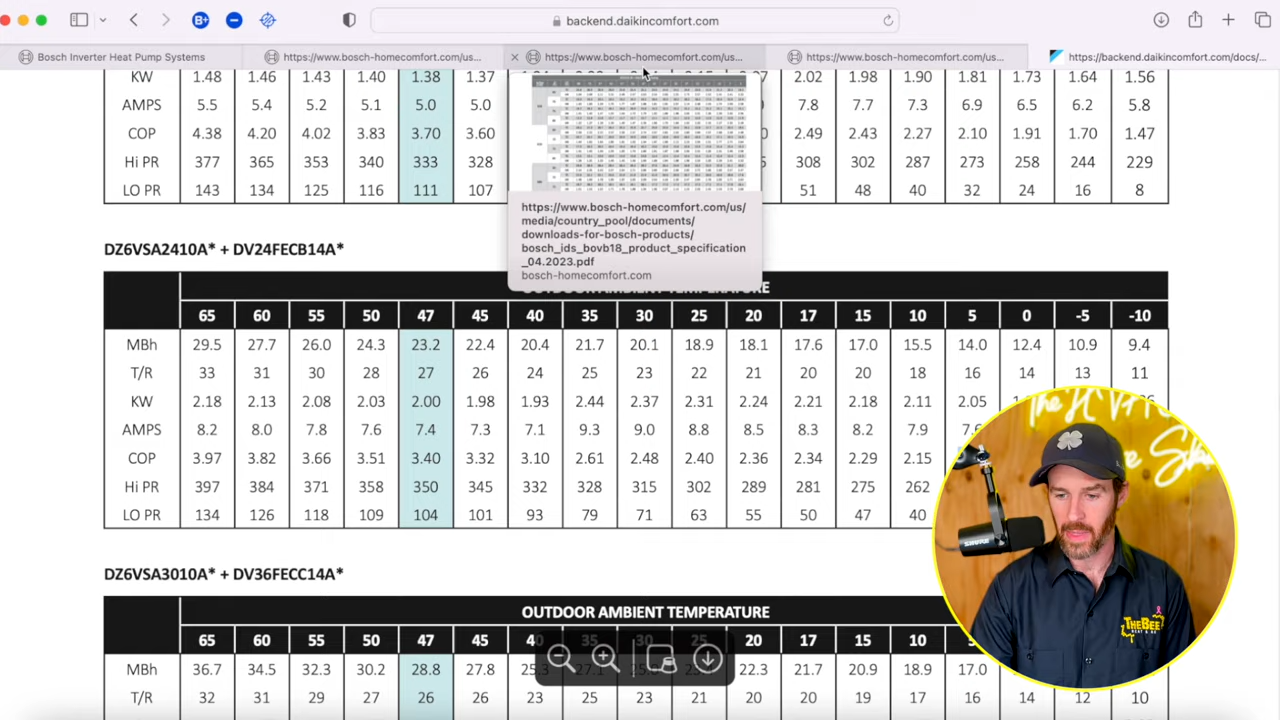 backend.daikincomfort.com
Bosch Inverter Heat Pump Systems
https://www.bosch-homecomfort.com/us...
https://www.bosch-homecomfort.com/us...
https://www.bosch-homecomfort.com/us...
https://backend.daikincomfort.com/docs/...
KW 1.48 1.46 1.43 1.40 1.38 1.37 2.02 1.98 1.91 1.81 1.73 1.64 1.56
AMPS 5.5 5.4 5.2 5.1 5.0 5.0 7.8 7.7 7.3 6.9 6.5 6.2 5.8
COP 4.38 4.20 4.02 3.83 3.70 3.60 2.49 2.43 2.27 2.10 1.91 1.70 1.47
Hi PR 377 365 353 340 333 328 308 302 287 273 258 244 229
LO PR 143 134 125 116 111 107 51 48 40 32 24 16 8
https://www.bosch-homecomfort.com/us/
media/country_pool/documents/
downloads-for-bosch-products/
bosch_ids_bovb18_product_specification
_04.2023.pdf
bosch-homecomfort.com
DZ6VSA2410A* + DV24FECB14A*
OUTDOOR AMBIENT TEMPERATURE
65 60 55 50 47 45 40 35 30 25 20 17 15 10 5 0 -5 -10
MBh 29.5 27.7 26.0 24.3 23.2 22.4 20.4 21.7 20.1 18.9 18.1 17.6 17.0 15.5 14.0 12.4 10.9 9.4
T/R 33 31 30 28 27 26 24 25 23 22 21 20 20 18 16 14 13 11
KW 2.18 2.13 2.08 2.03 2.00 1.98 1.93 2.44 2.37 2.31 2.24 2.21 2.18 2.11 2.05
AMPS 8.2 8.0 7.8 7.6 7.4 7.3 7.1 9.3 9.0 8.8 8.5 8.3 8.2 7.9
COP 3.97 3.82 3.66 3.51 3.40 3.32 3.10 2.61 2.48 2.40 2.36 2.34 2.29 2.15
Hi PR 397 384 371 358 350 345 332 328 315 302 289 281 275 262
LO PR 134 126 118 109 104 101 93 79 71 63 55 50 47 40
DZ6VSA3010A* + DV36FECC14A*
OUTDOOR AMBIENT TEMPERATURE
65 60 55 50 47 45 40 35 30 25 20 17 15 10
MBh 36.7 34.5 32.3 30.2 28.8 27.8 22.3 21.7 20.9 18.9 17.0
T/R 32 31 29 27 26 26 24 25 23 21 20 20 19 17 16 14 12 10
The HVAC
SHURE
THEBEE
HEAT & AC